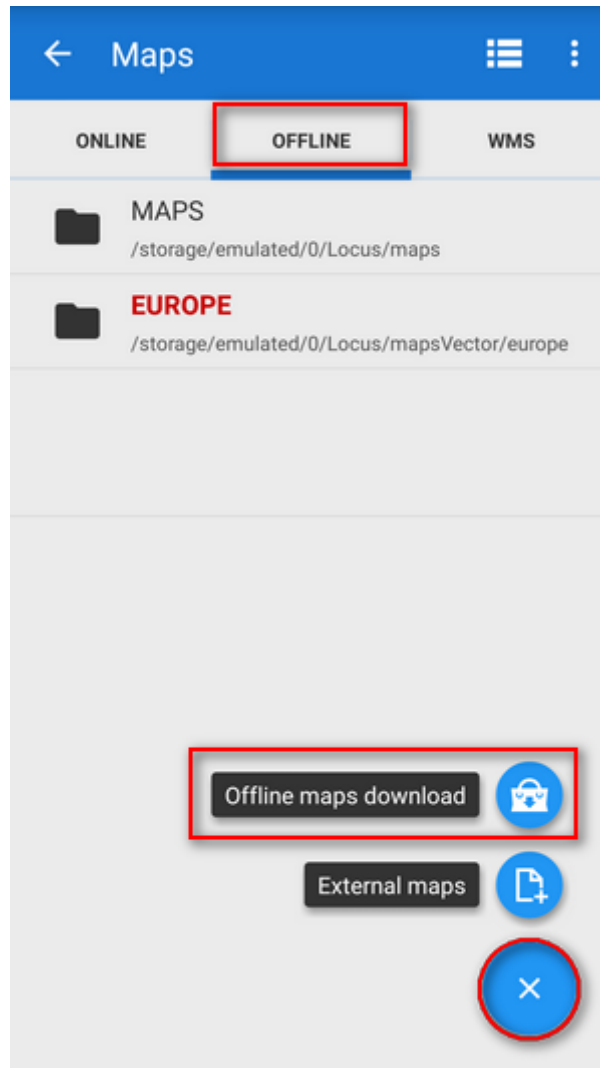 Maps
ONLINE OFFLINE WMS
MAPS
/storage/emulated/0/Locus/maps
EUROPE
/storage/emulated/0/Locus/mapsVector/europe
Offline maps download
External maps